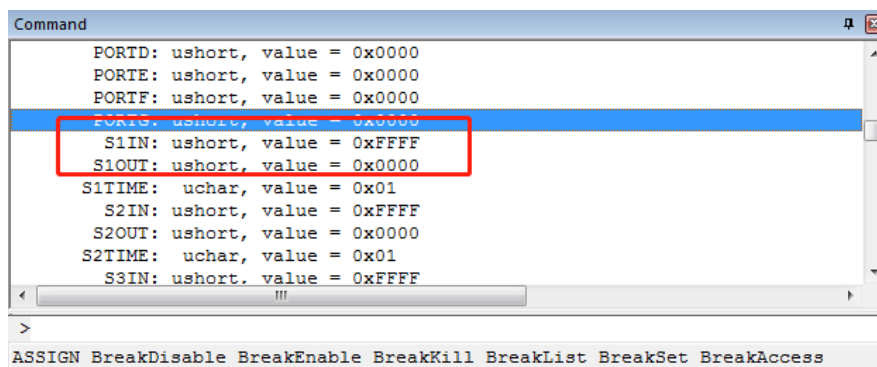 Command
PORTD: ushort, value = 0x0000
PORTE: ushort, value = 0x0000
PORTF: ushort, value = 0x0000
PORTG: ushort, value = 0x0000
S1IN: ushort, value = 0xFFFF
S1OUT: ushort, value = 0x0000
S1TIME: uchar, value = 0x01
S2IN: ushort, value = 0xFFFF
S2OUT: ushort, value = 0x0000
S2TIME: uchar, value = 0x01
S3IN: ushort, value = 0xFFFF
>
ASSIGN BreakDisable BreakEnable BreakKill BreakList BreakSet BreakAccess